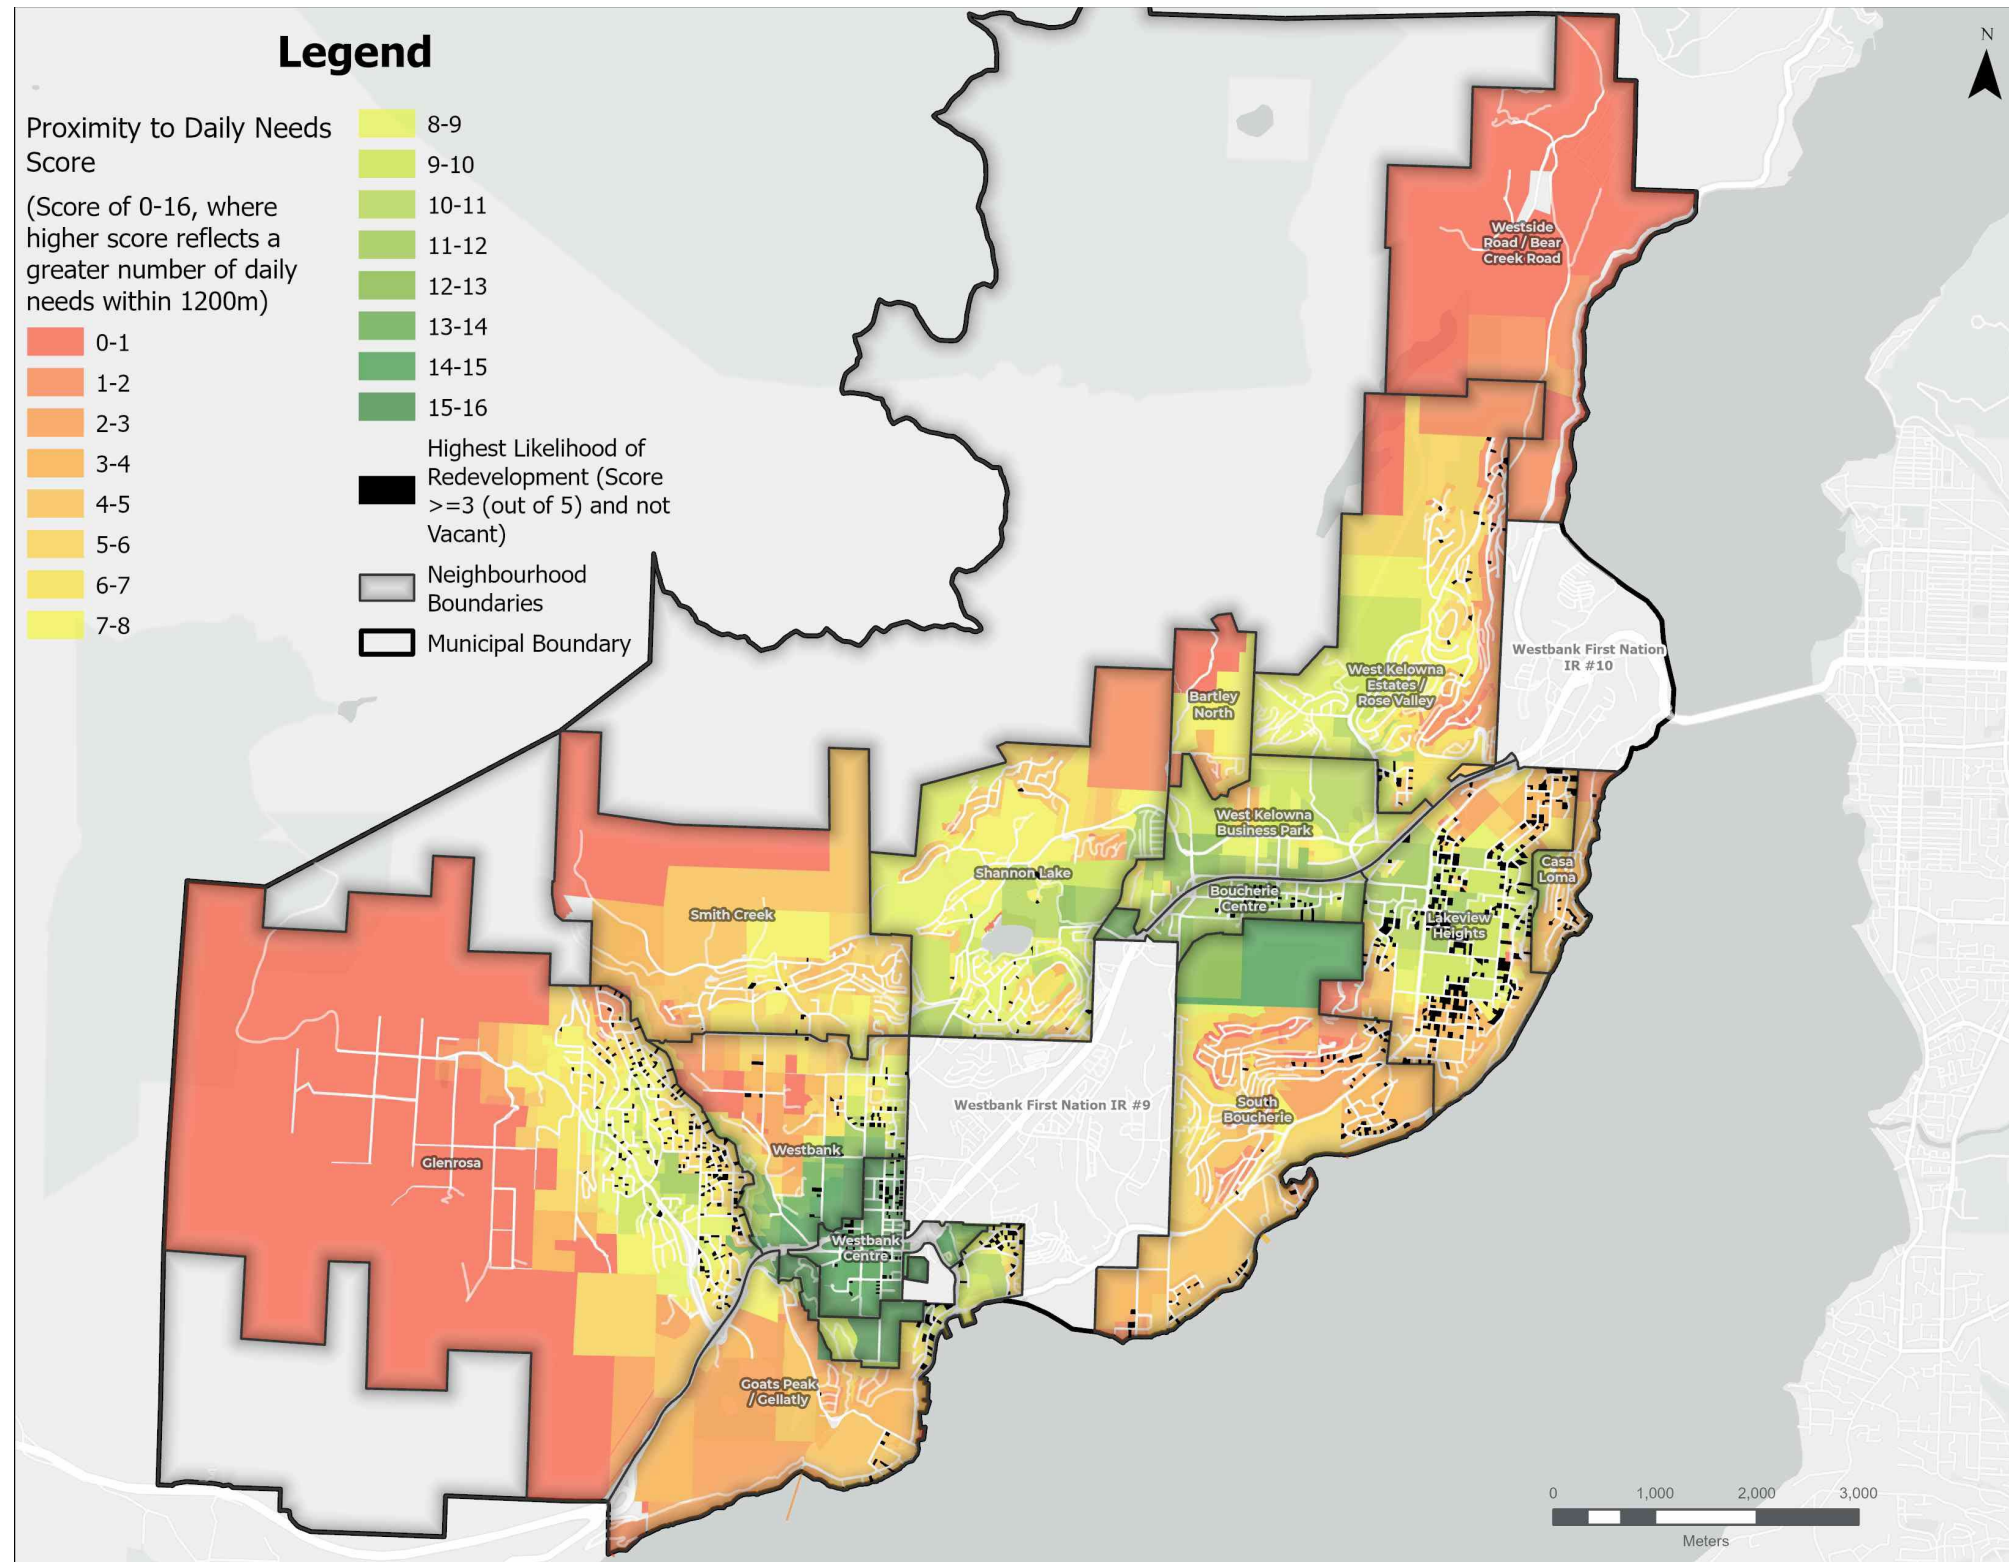 Legend
Proximity to Daily Needs
Score
(Score of 0-16, where
higher score reflects a
greater number of daily
needs within 1200m)
0-1
1-2
2-3
3-4
4-5
5-6
6-7
7-8
8-9
9-10
10-11
11-12
12-13
13-14
14-15
15-16
Highest Likelihood of
Redevelopment (Score
>=3 (out of 5) and not
Vacant)
Neighbourhood
Boundaries
Municipal Boundary
N
Westside
Road / Bear
Creek Road
Westbank First Nation
IR #10
West Kelowna
Estates /
Rose Valley
Bartley
North
West Kelowna
Business Park
Shannon Lake
Casa
Loma
Boucherie
Centre
Lakeview
Heights
Smith Creek
Westbank First Nation IR #9
South
Boucherie
Westbank
Glenrosa
Westbank
Centre
Goats Peak
/ Gellatly
0
1,000
2,000
3,000
Meters